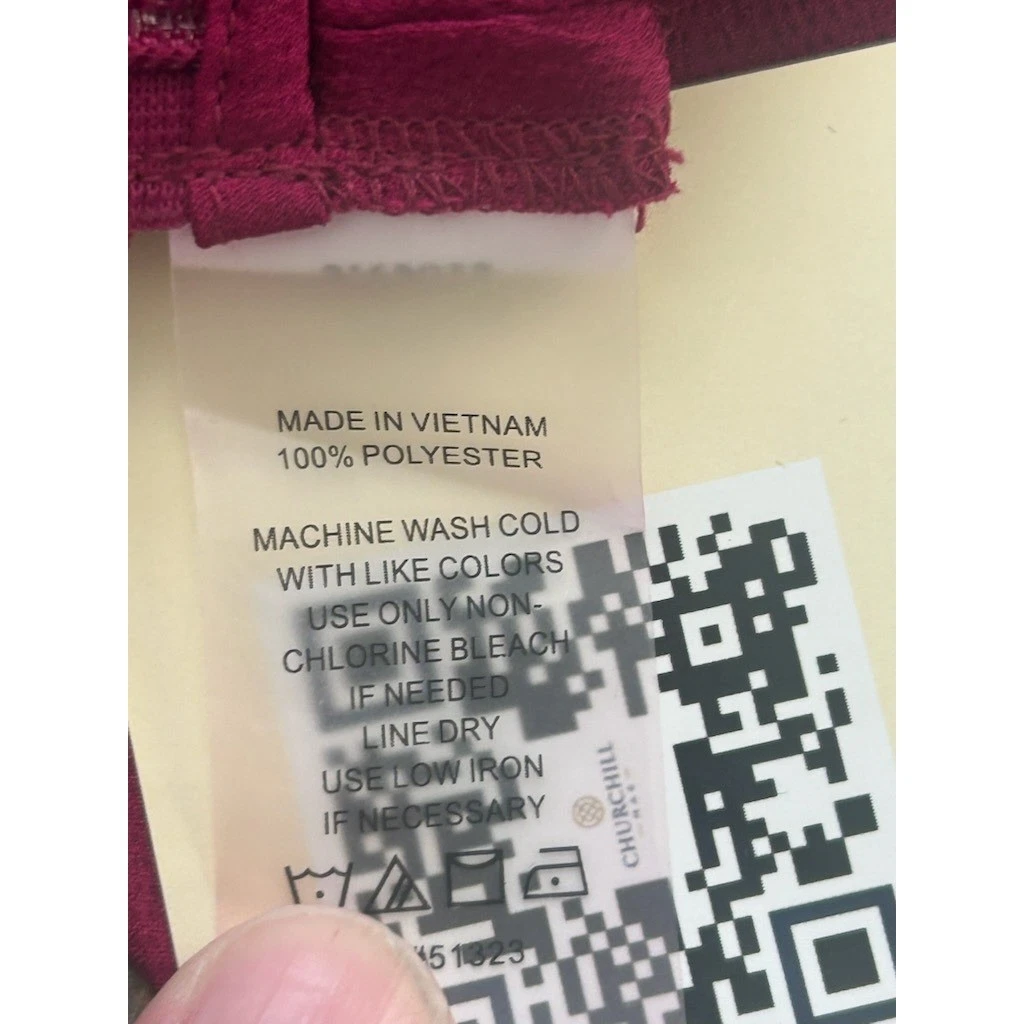 MADE IN VIETNAM
100% POLYESTER
MACHINE WASH COLD
WITH LIKE COLORS
USE ONLY NON-
CHLORINE BLEACH
IF NEEDED
LINE DRY
USE LOW IRON
IF NECESSARY
51323
CHURCHILL